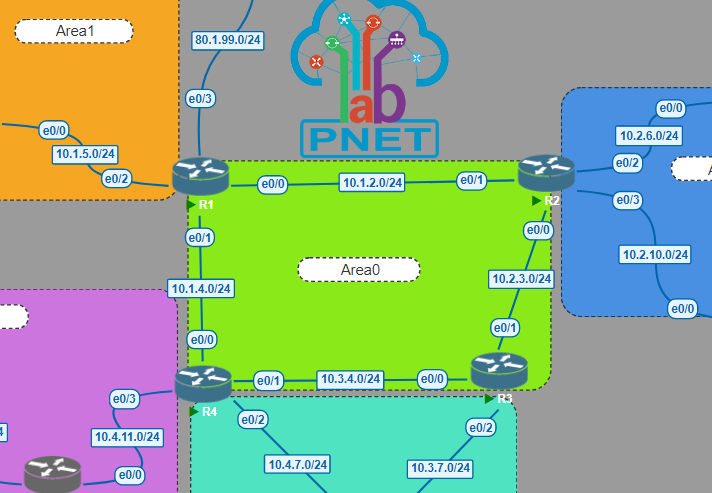 Area1
80.1.99.0/24
lab
PNET
e0/3
e0/0
10.1.5.0/24
e0/2
e0/0
10.2.6.0/24
e0/2
R1
e0/0
10.1.2.0/24
e0/1
R2
e0/3
e0/1
e0/0
Area0
10.2.10.0/24
10.1.4.0/24
10.2.3.0/24
e0/0
e0/0
e0/1
e0/1
10.3.4.0/24
e0/0
R4
R3
e0/3
e0/2
e0/2
10.4.11.0/24
e0/0
10.4.7.0/24
10.3.7.0/24